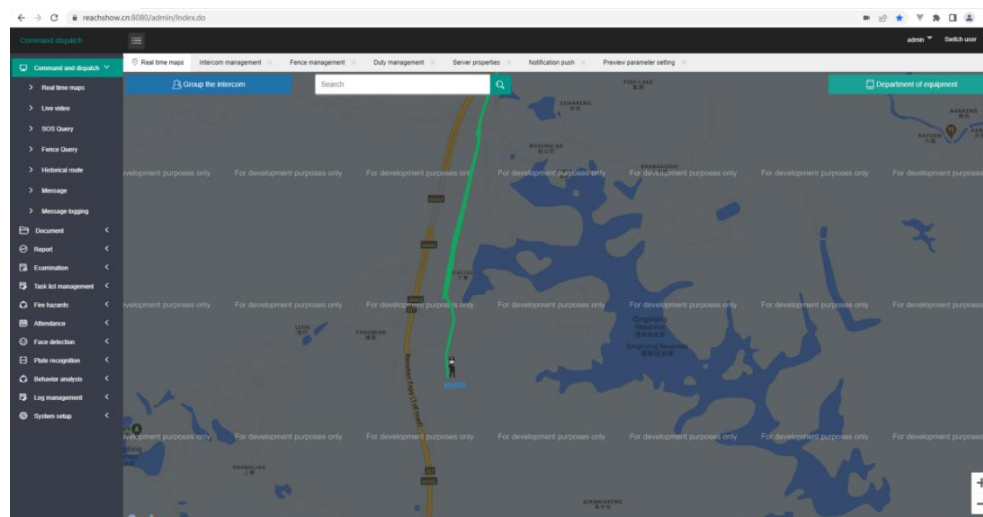 reachshow.cn:8080/admin/index.do
Command dispatch
admin
Switch user
Command and dispatch
Real time maps
Intercom management
Fence management
Duty management
Server properties
Notification push
Preview parameter setting
Real time maps
Group the intercom
Search
Department of equipment
Live video
SOS Query
Fence Query
Historical route
Message
Message logging
Document
Report
Examination
Task list management
Fire hazards
Attendance
Face detection
Plate recognition
Behavior analysis
Log management
System setup
velopment purposes only
For development purposes only
For development purposes only
For development purposes only
For development purposes only
For development purposes only
For development purposes
velopment purposes only
For development purposes only
For development purposes only
For development purposes only
For development purposes only
For development purposes only
For development purposes
Qinglinjing
Reservoir
velopment purposes only
For development purposes only
For development purposes only
For development purposes only
For development purposes only
For development purposes only
For development purposes